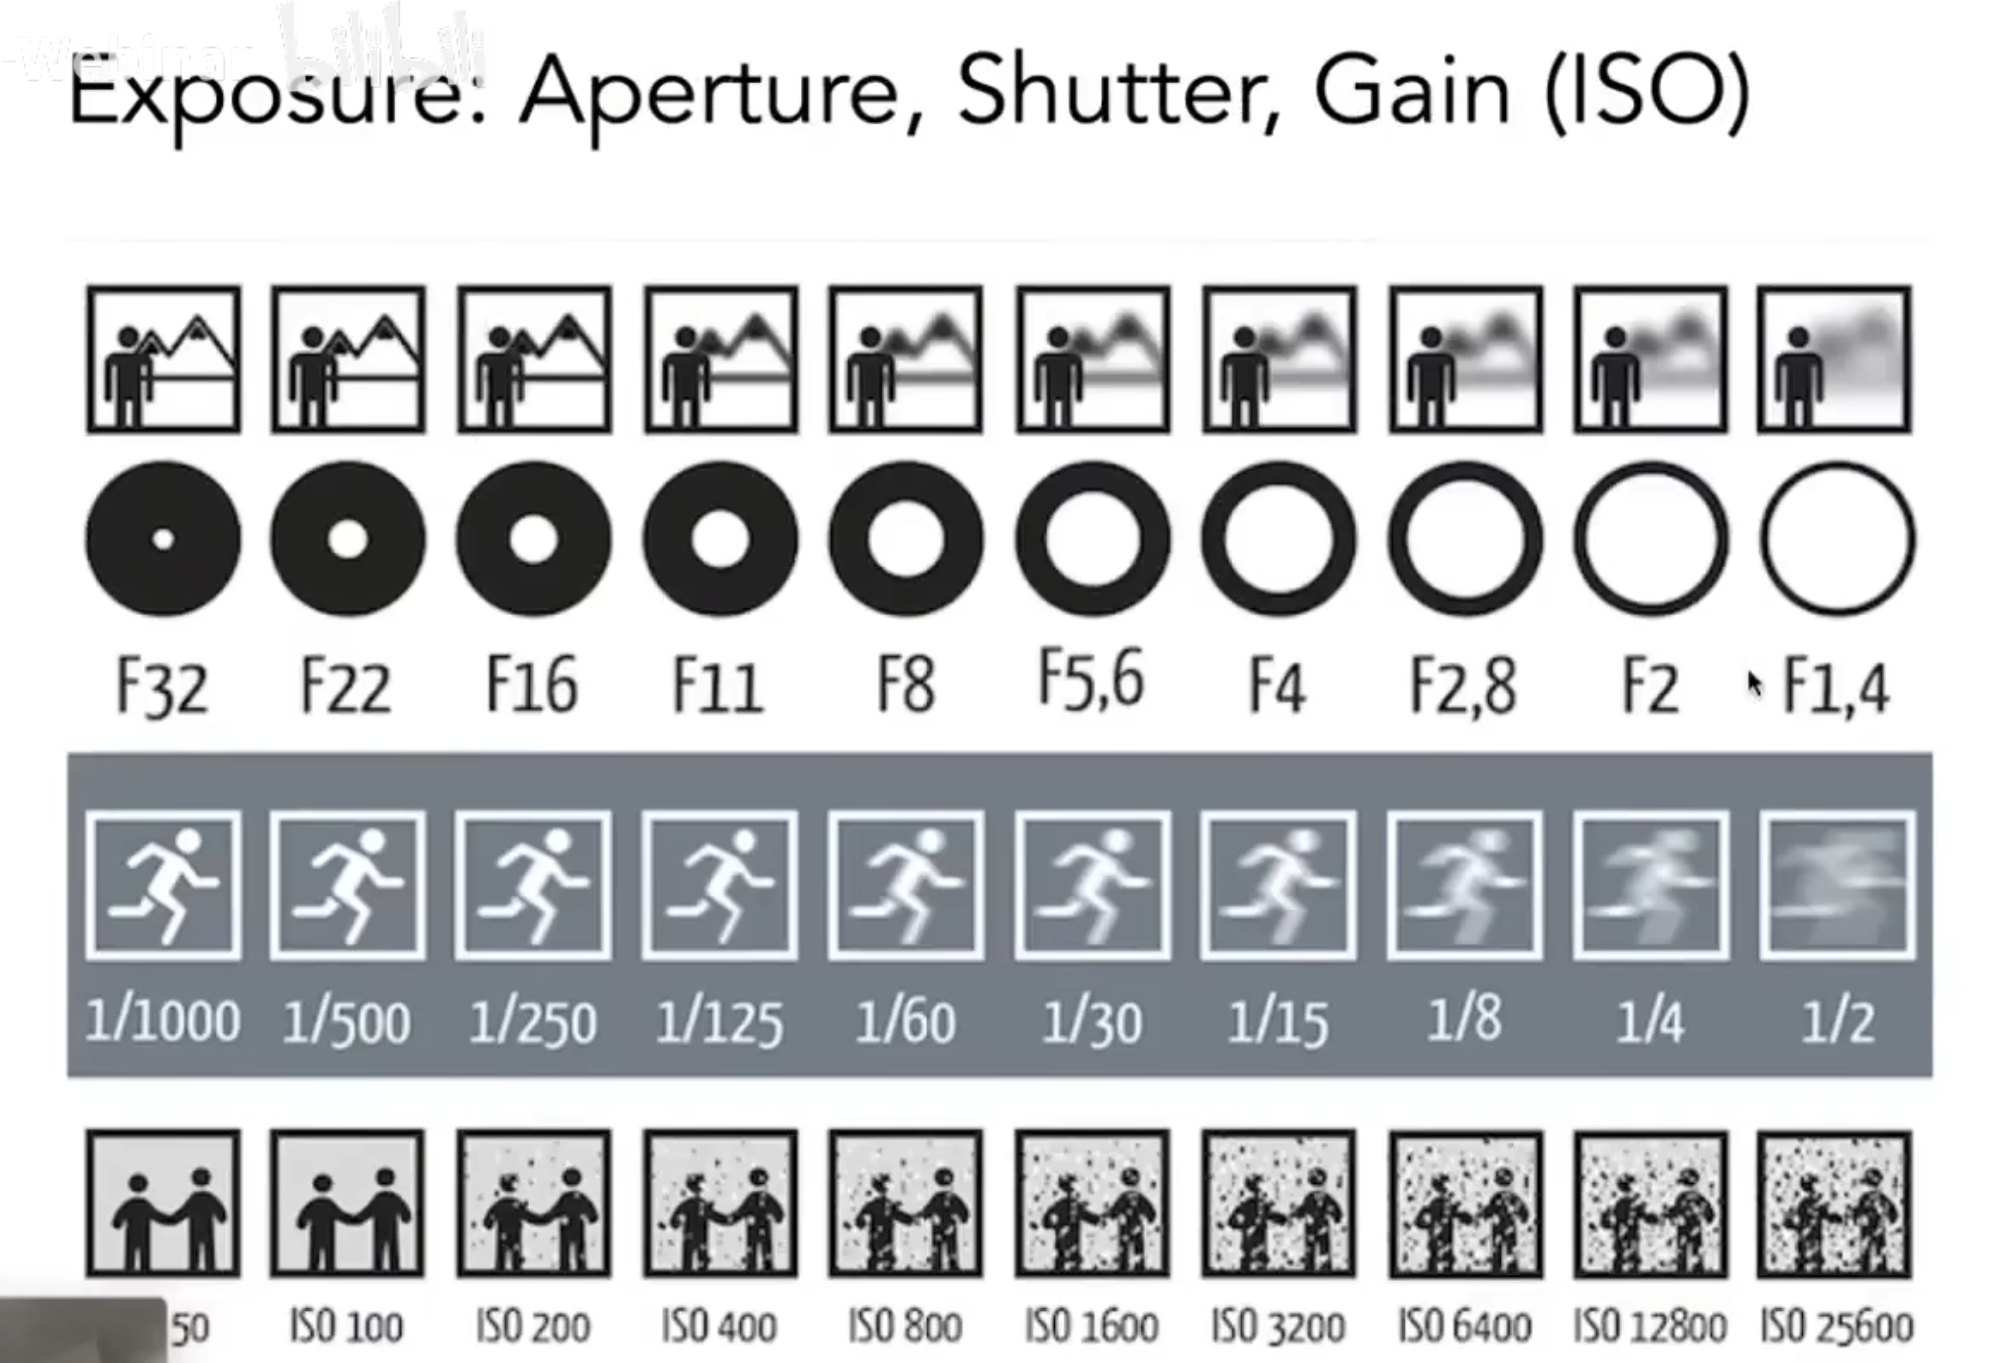 -Webinar bilibili
Exposure: Aperture, Shutter, Gain (ISO)
F32 F22 F16 F11 F8 F5,6 F4 F2,8 F2 F1,4
1/1000 1/500 1/250 1/125 1/60 1/30 1/15 1/8 1/4 1/2
50 ISO 100 ISO 200 ISO 400 ISO 800 ISO 1600 ISO 3200 ISO 6400 ISO 12800 ISO 25600